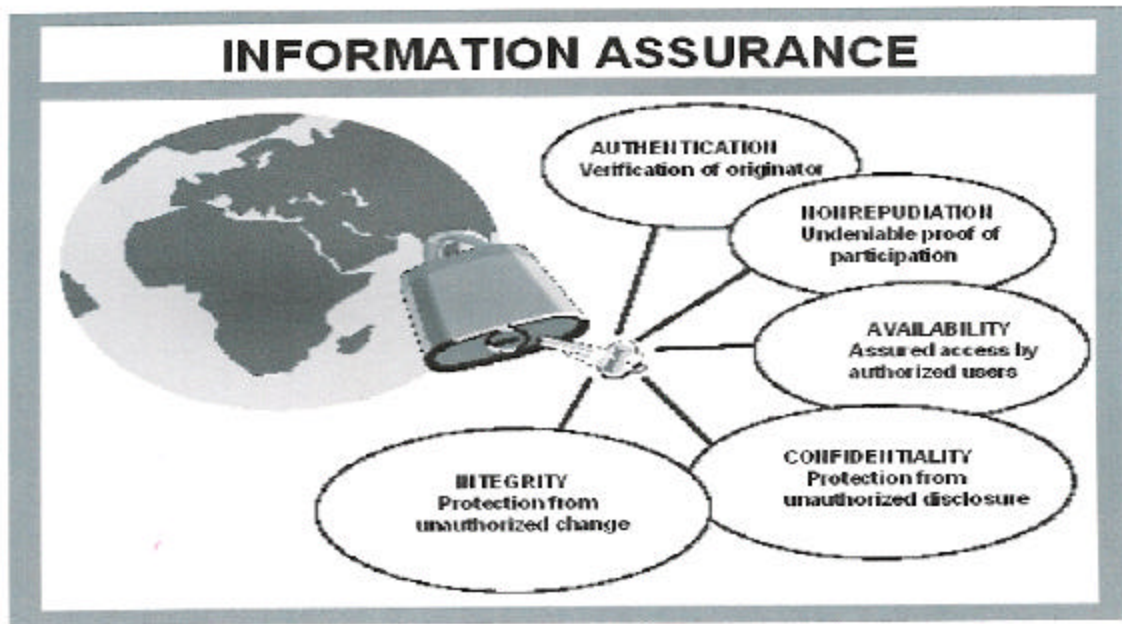 INFORMATION ASSURANCE
AUTHENTICATION
Verification of originator
NONREPUDIATION
Undeniable proof of
participation
AVAILABILITY
Assured access by
authorized users
CONFIDENTIALITY
Protection from
unauthorized disclosure
INTEGRITY
Protection from
unauthorized change